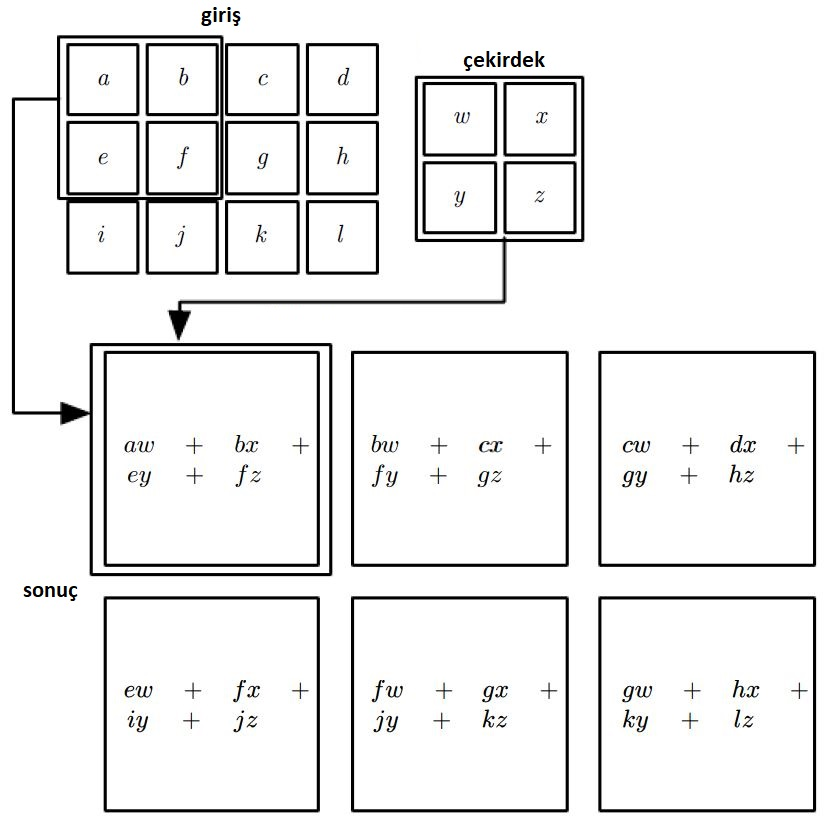 giriş
a b c d
e f g h
i j k l
çekirdek
w x
y z
aw + bx +
ey + fz
bw + cx +
fy + gz
cw + dx +
gy + hz
sonuç
ew + fx +
iy + jz
fw + gx +
jy + kz
gw + hx +
ky + lz